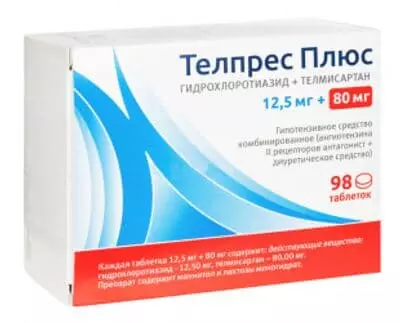 Телпрес Плюс
ГИДРОХЛОРОТИАЗИД + ТЕЛМИСАРТАН
12,5 мг + 80 мг
Гипотензивное средство
комбинированное (ангиотензина
II рецепторов антагонист +
диуретическое средство)
98 таблеток
Каждая таблетка 12,5 мг + 80 мг содержит: действующие вещества:
гидрохлоротиазид - 12,50 мг, телмисартан – 80,00 мг.
Препарат содержит маннитол и лактозы моногидрат.